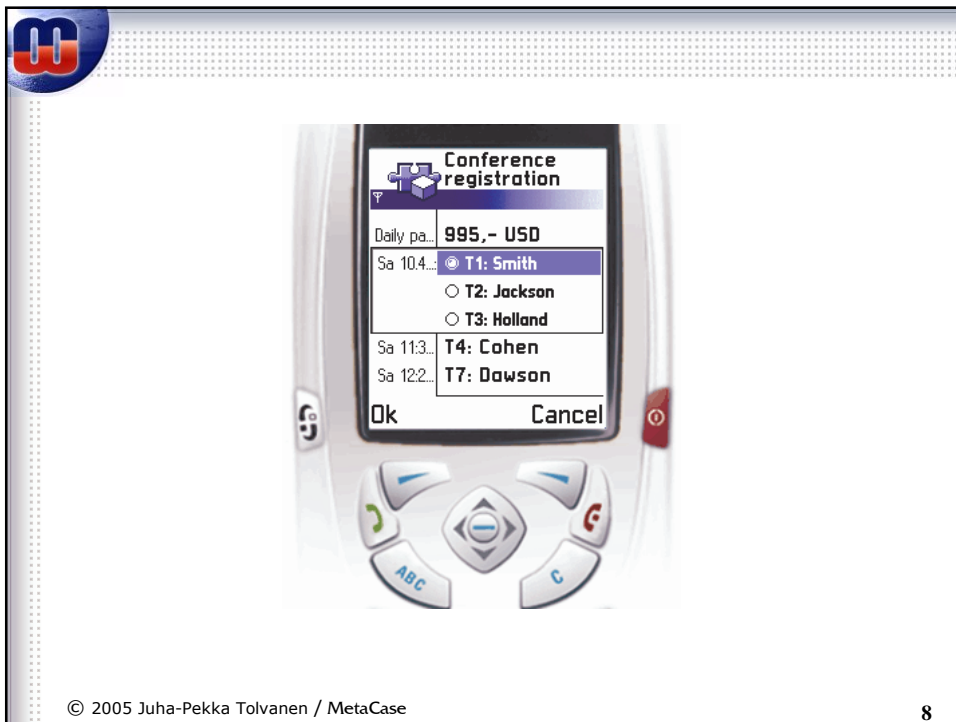 Conference
registration
Daily pa... 995,- USD
Sa 10.4...: T1: Smith
T2: Jackson
T3: Holland
Sa 11:3... T4: Cohen
Sa 12:2... T7: Dawson
Ok Cancel
ABC C
© 2005 Juha-Pekka Tolvanen / MetaCase 8